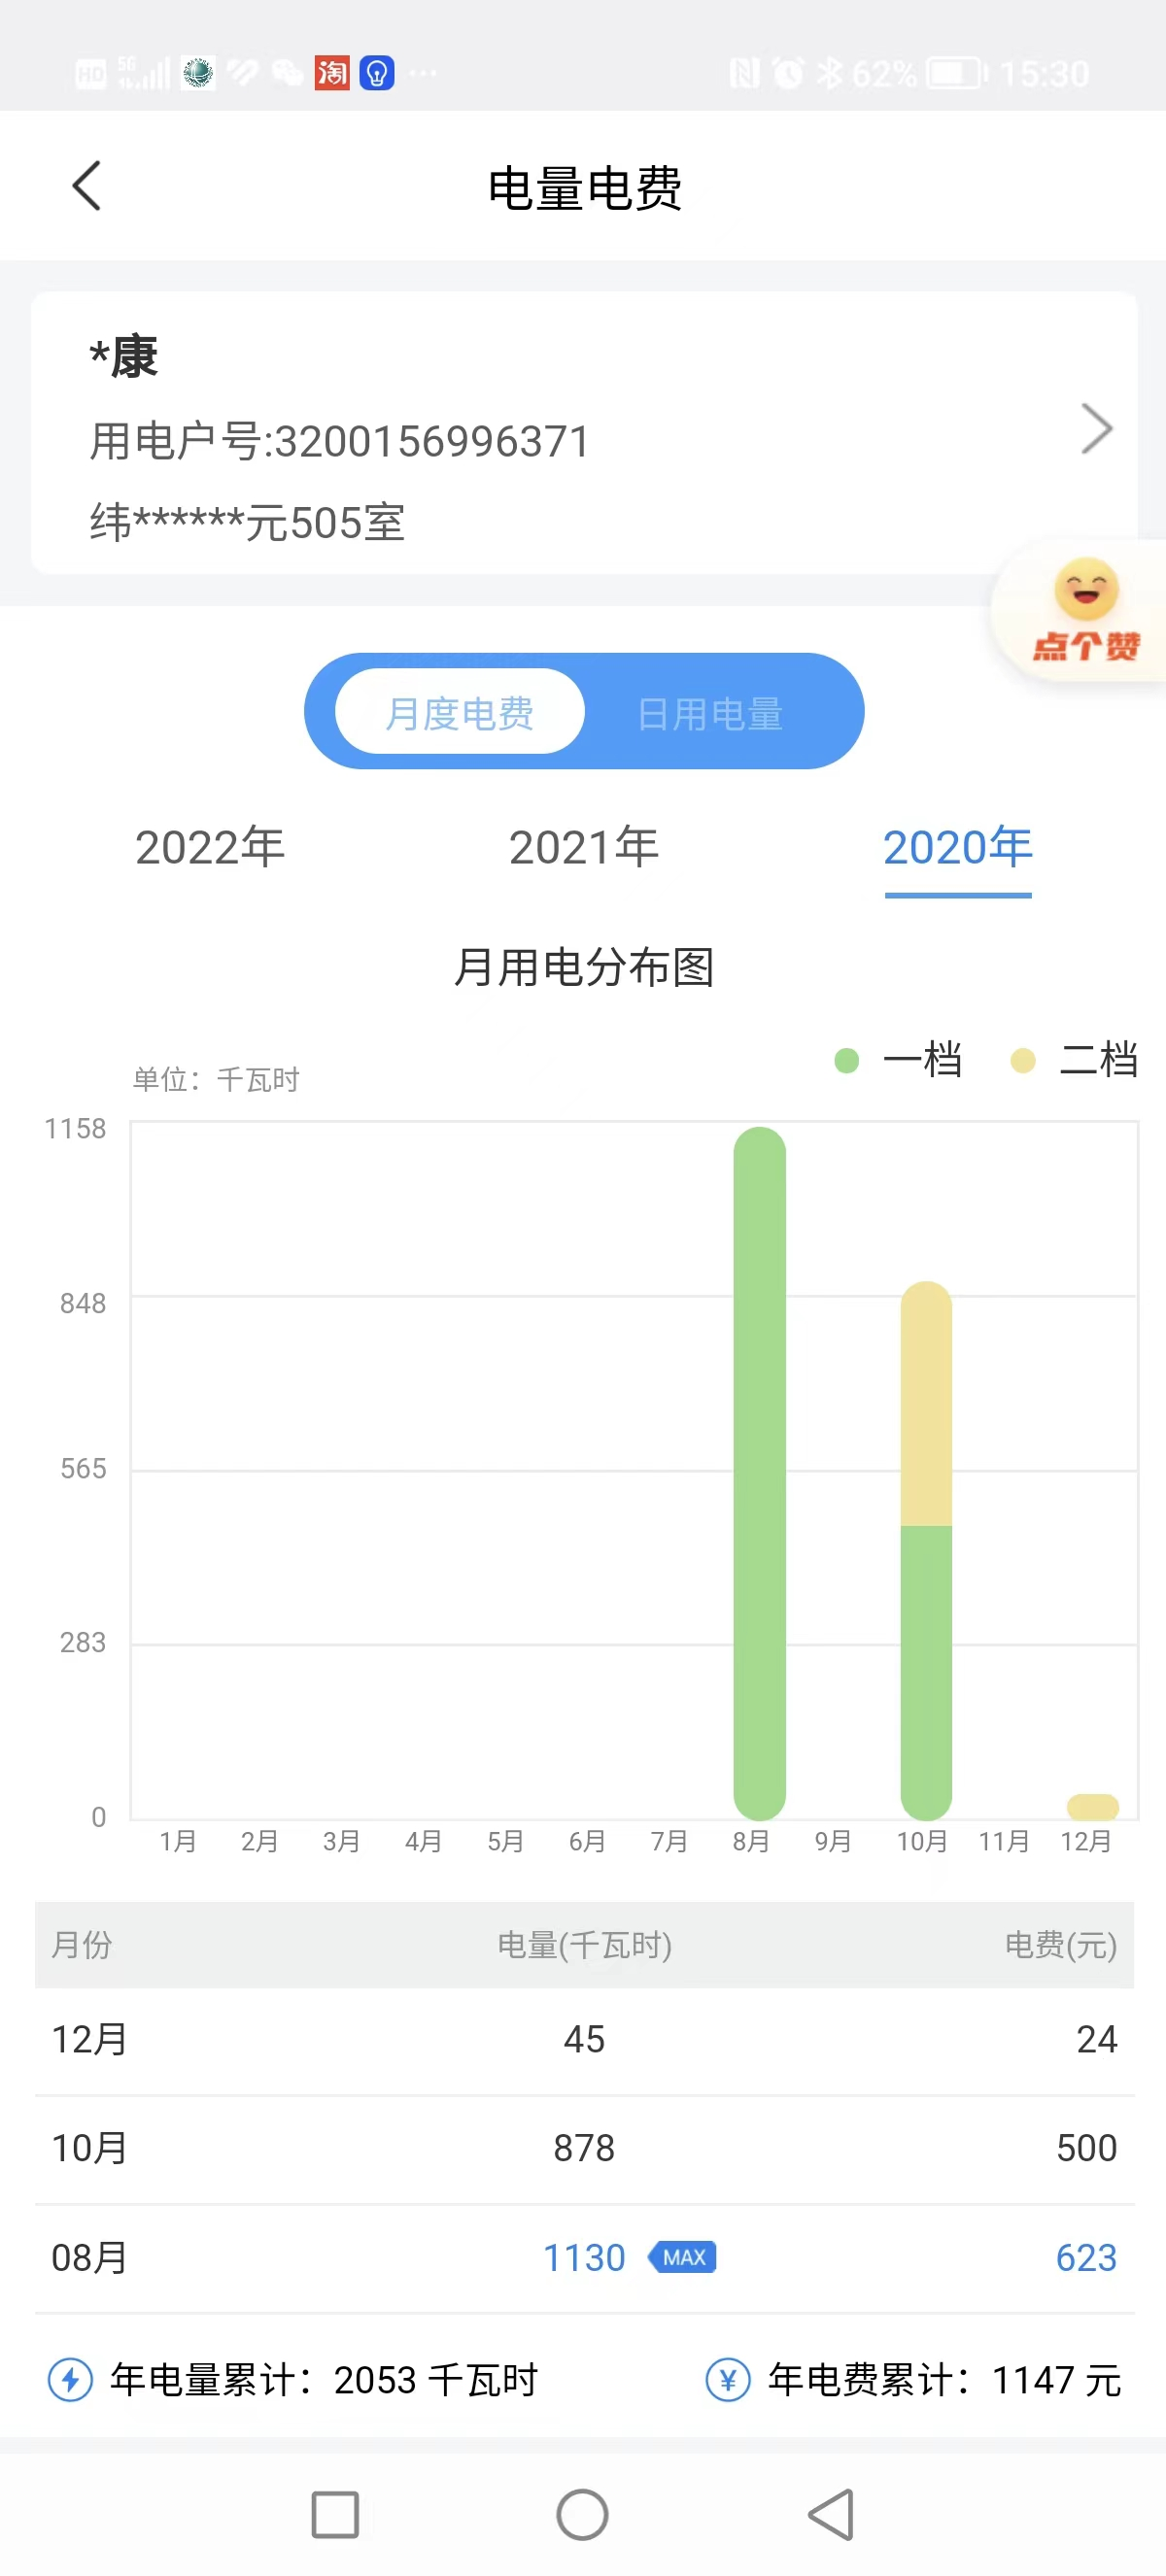 HD 5G 淘 ... 62% 15:30
电量电费
*康
用电户号:3200156996371
纬******元505室
点个赞
月度电费 日用电量
2022年 2021年 2020年
月用电分布图
一档 二档
单位：千瓦时
1158
848
565
283
0
1月 2月 3月 4月 5月 6月 7月 8月 9月 10月 11月 12月
月份 电量(千瓦时) 电费(元)
12月 45 24
10月 878 500
08月 1130 MAX 623
年电量累计：2053 千瓦时 ¥ 年电费累计：1147 元